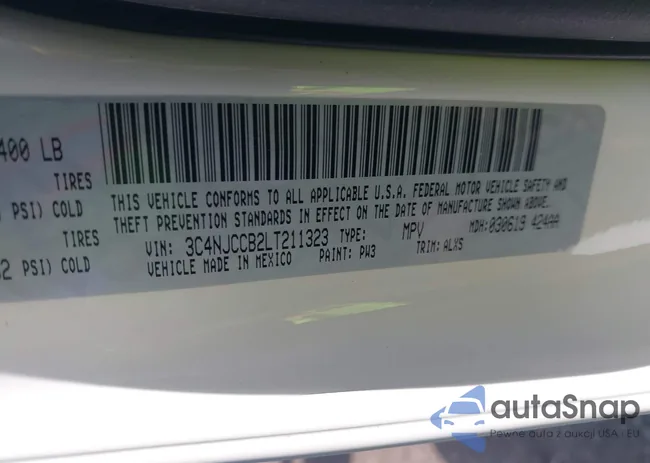 400 LB
TIRES
PSI) COLD
TIRES
2 PSI) COLD
THIS VEHICLE CONFORMS TO ALL APPLICABLE U.S.A. FEDERAL MOTOR VEHICLE SAFETY AND
THEFT PREVENTION STANDARDS IN EFFECT ON THE DATE OF MANUFACTURE SHOWN ABOVE.
VIN: 3C4NJCCB2LT211323 TYPE: MPV MDH:030619 424AA
VEHICLE MADE IN MEXICO PAINT: PW3 TRIM: ALXS
autaSnap
Pewne auta z aukcji USA i EU